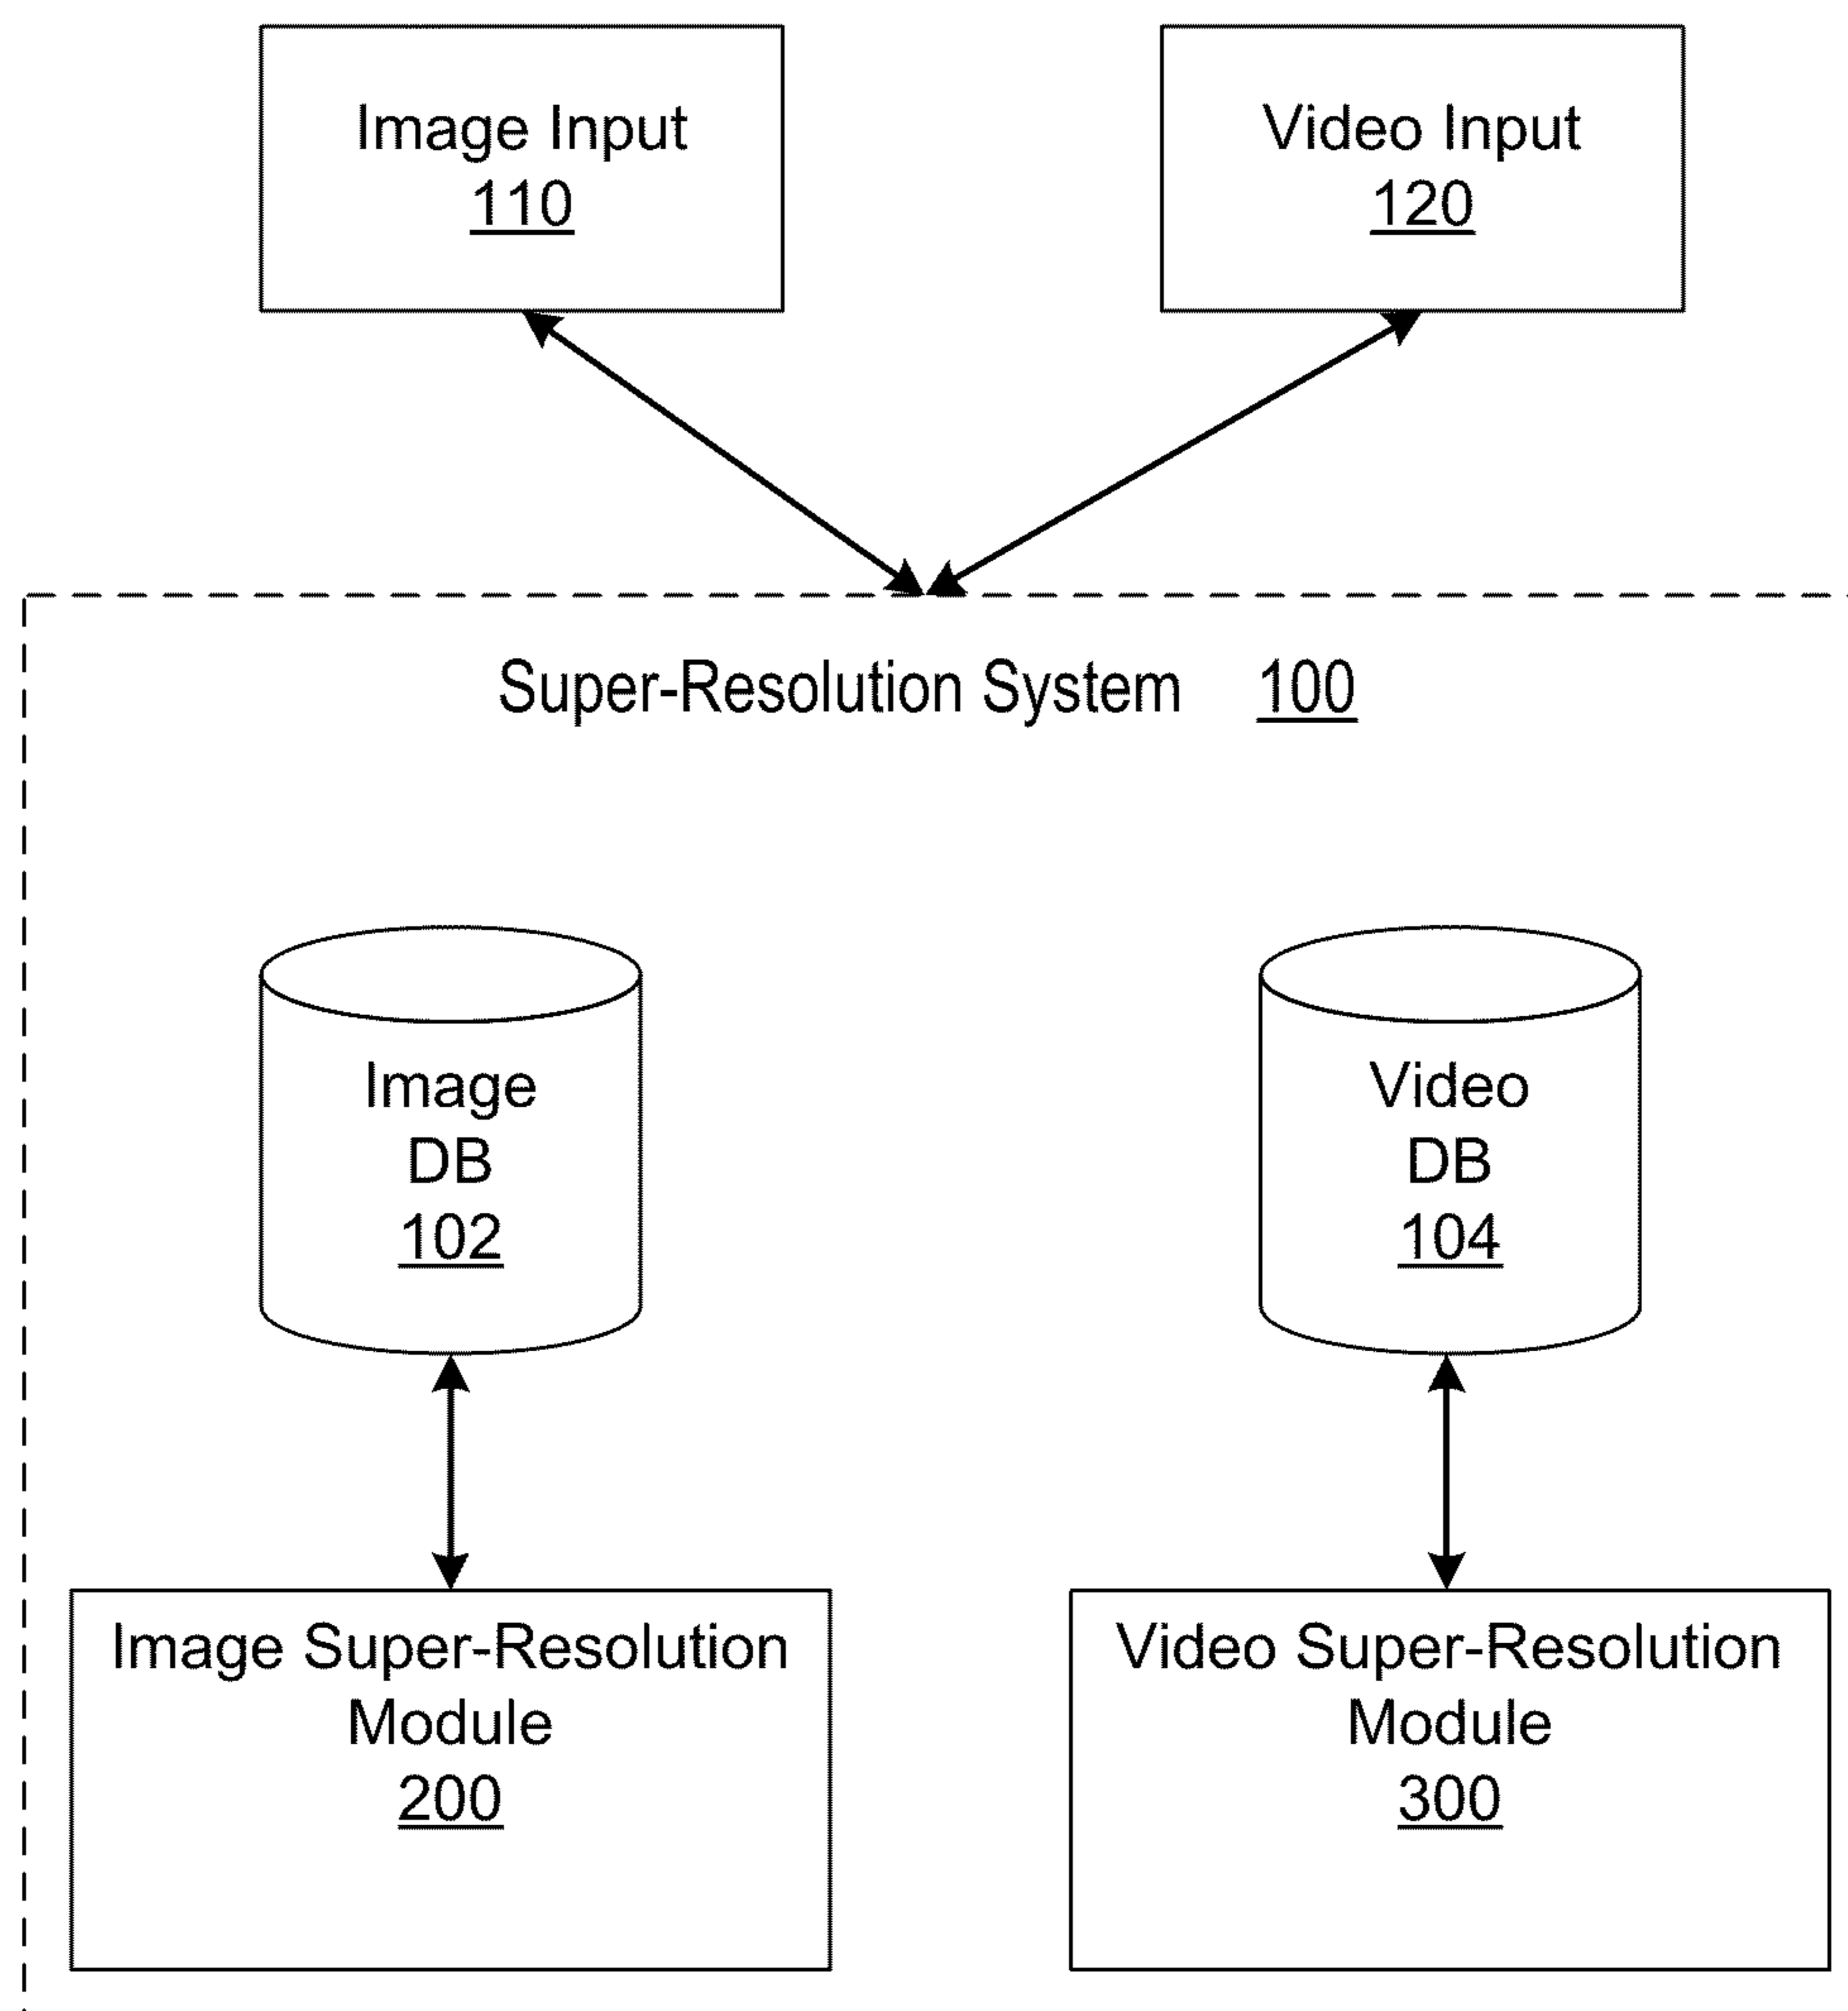 Image Input
110
Video Input
120
Super-Resolution System 100
Image
DB
102
Video
DB
104
Image Super-Resolution
Module
200
Video Super-Resolution
Module
300